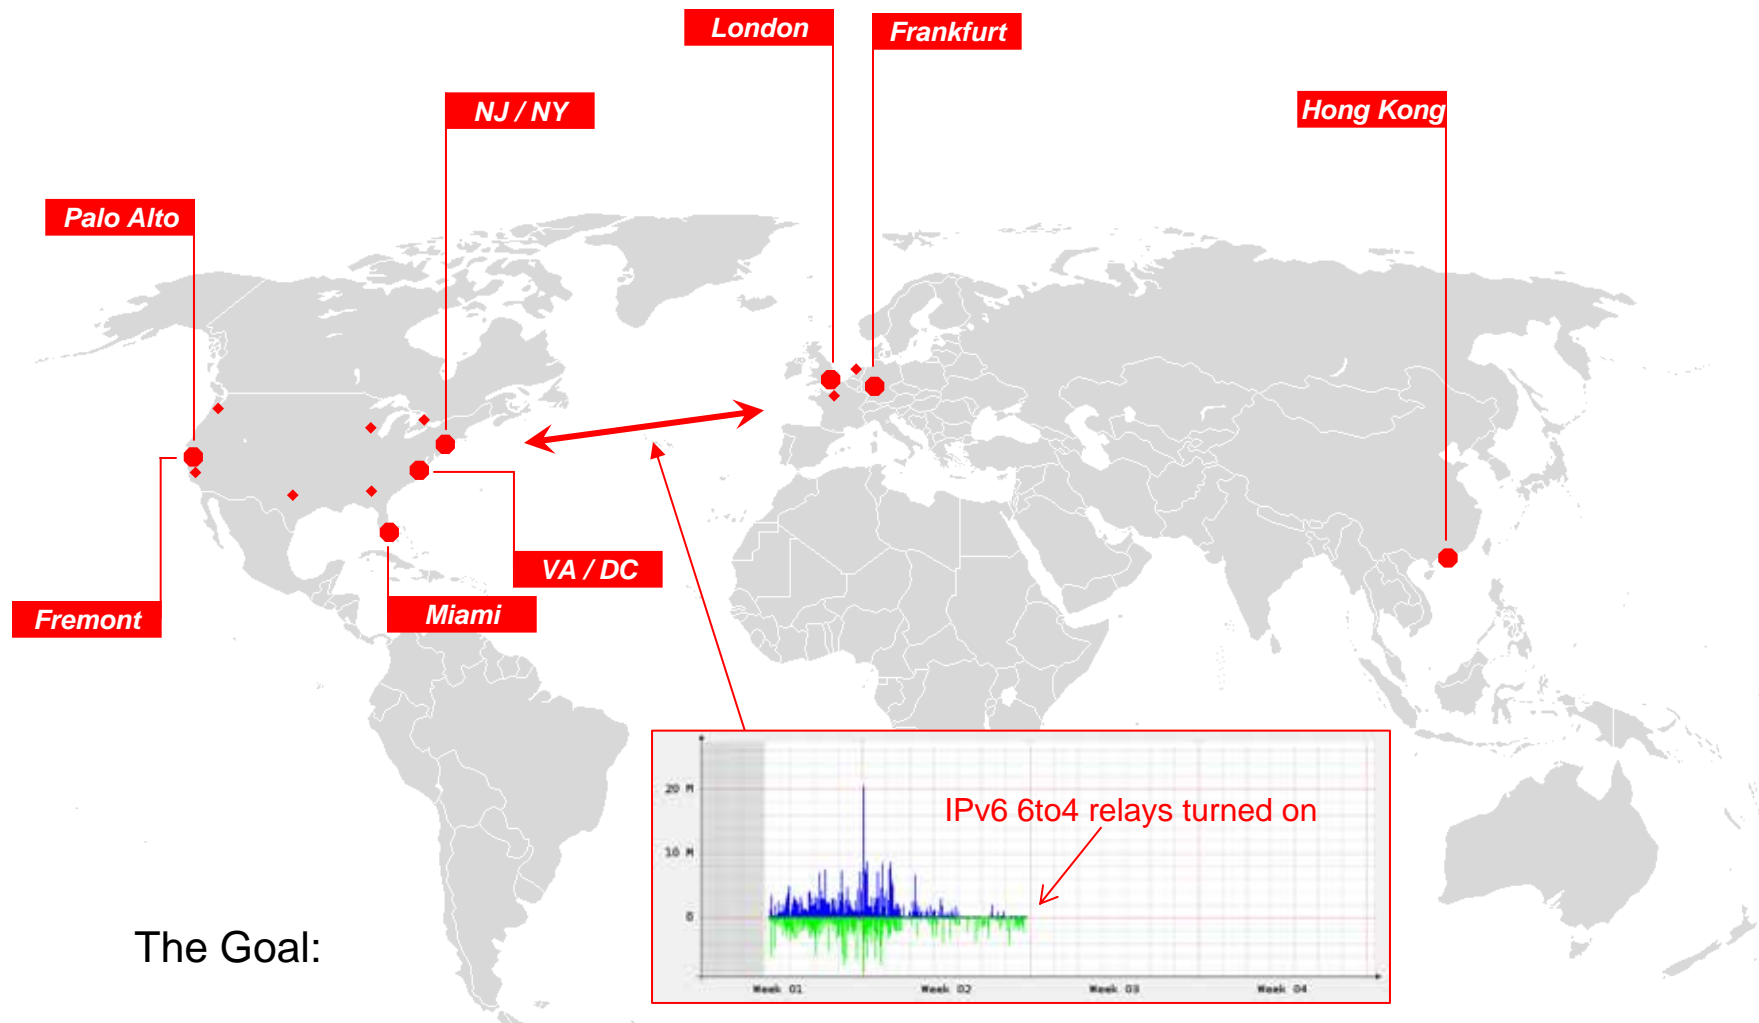 London
Frankfurt
NJ / NY
Hong Kong
Palo Alto
VA / DC
Fremont
Miami
20 M
IPv6 6to4 relays turned on
10 M
0
The Goal:
Week 01
Week 02
Week 03
Week 04